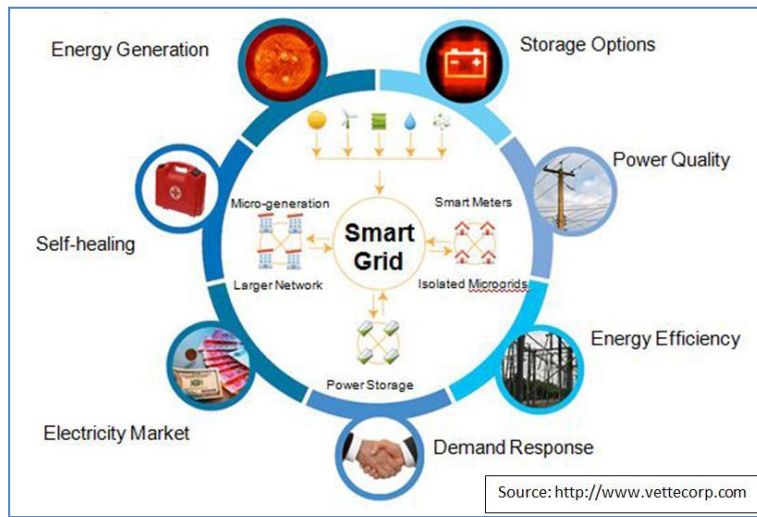 Energy Generation
Storage Options
Power Quality
Micro-generation
Smart Meters
Smart
Grid
Self-healing
Larger Network
Isolated Microgrids
Energy Efficiency
Power Storage
Electricity Market
Demand Response
Source: http://www.vettecorp.com